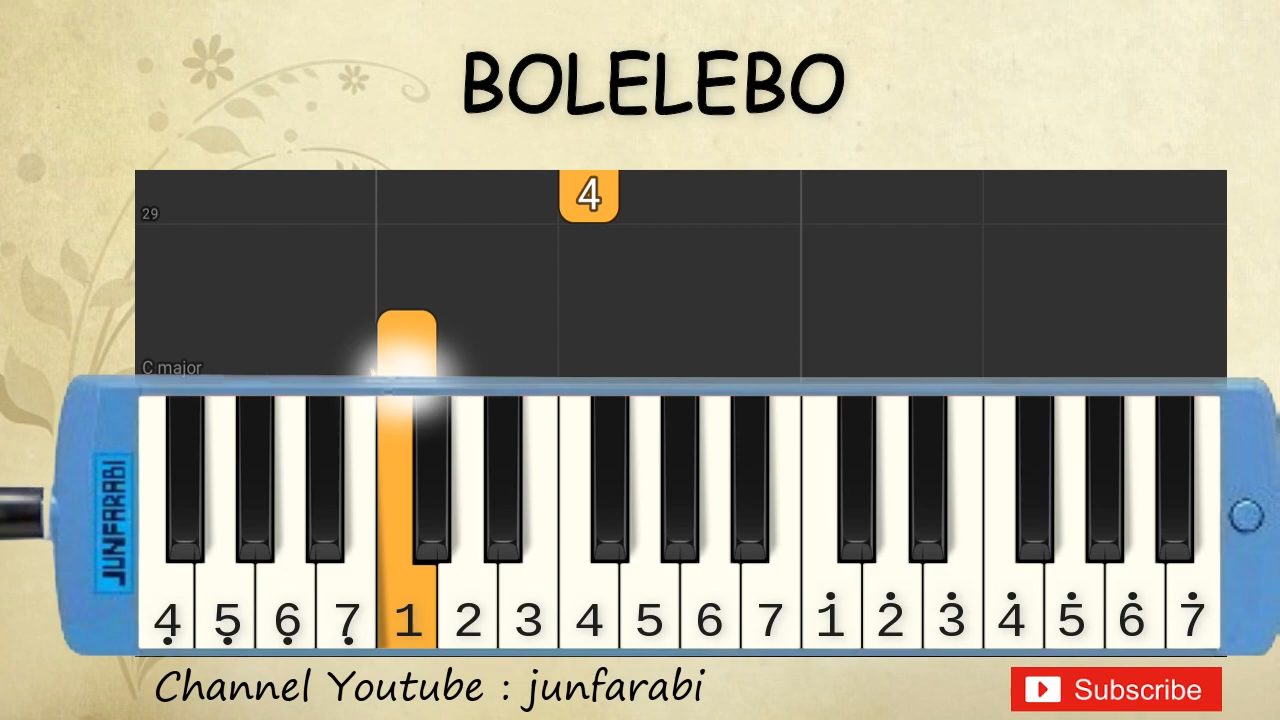 BOLELEBO
4
29
C major
JUNFARABI
4̣ 5̣ 6̣ 7̣ 1 2 3 4 5 6 7 1̇ 2̇ 3̇ 4̇ 5̇ 6̇ 7̇
Channel Youtube : junfarabi
Subscribe